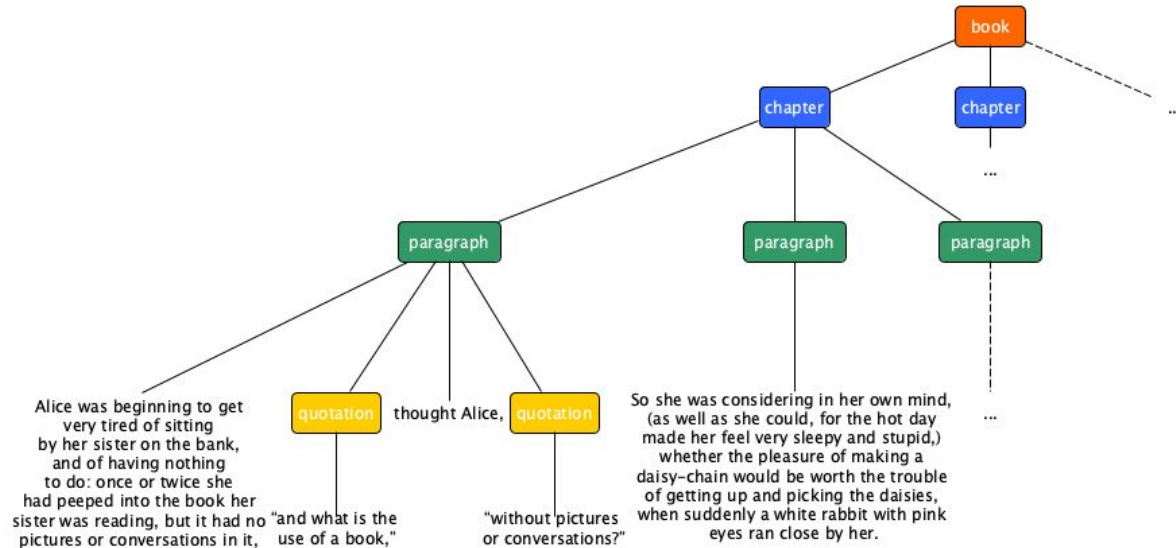 book
chapter
chapter
...
...
paragraph
paragraph
paragraph
Alice was beginning to get
very tired of sitting
by her sister on the bank,
and of having nothing
to do: once or twice she
had peeped into the book her
sister was reading, but it had no
pictures or conversations in it,
quotation
"and what is the
use of a book,"
thought Alice,
quotation
"without pictures
or conversations?"
So she was considering in her own mind,
(as well as she could, for the hot day
made her feel very sleepy and stupid,)
whether the pleasure of making a
daisy-chain would be worth the trouble
of getting up and picking the daisies,
when suddenly a white rabbit with pink
eyes ran close by her.
...